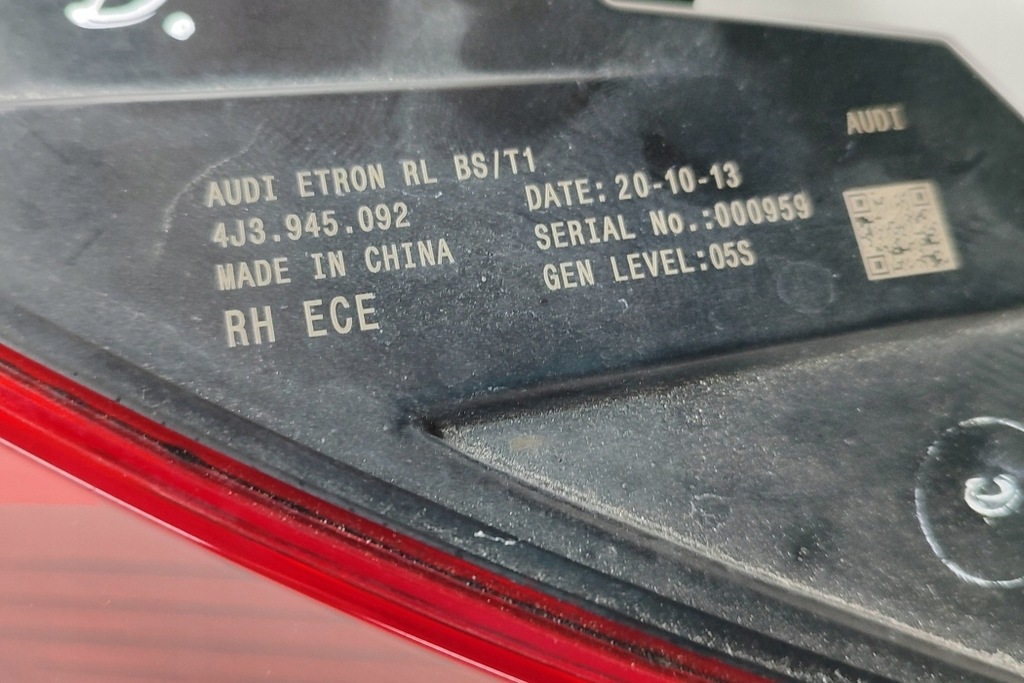 AUDI
AUDI ETRON RL BS/T1
4J3.945.092
MADE IN CHINA
RH ECE
DATE: 20-10-13
SERIAL No.:000959
GEN LEVEL:05S
C